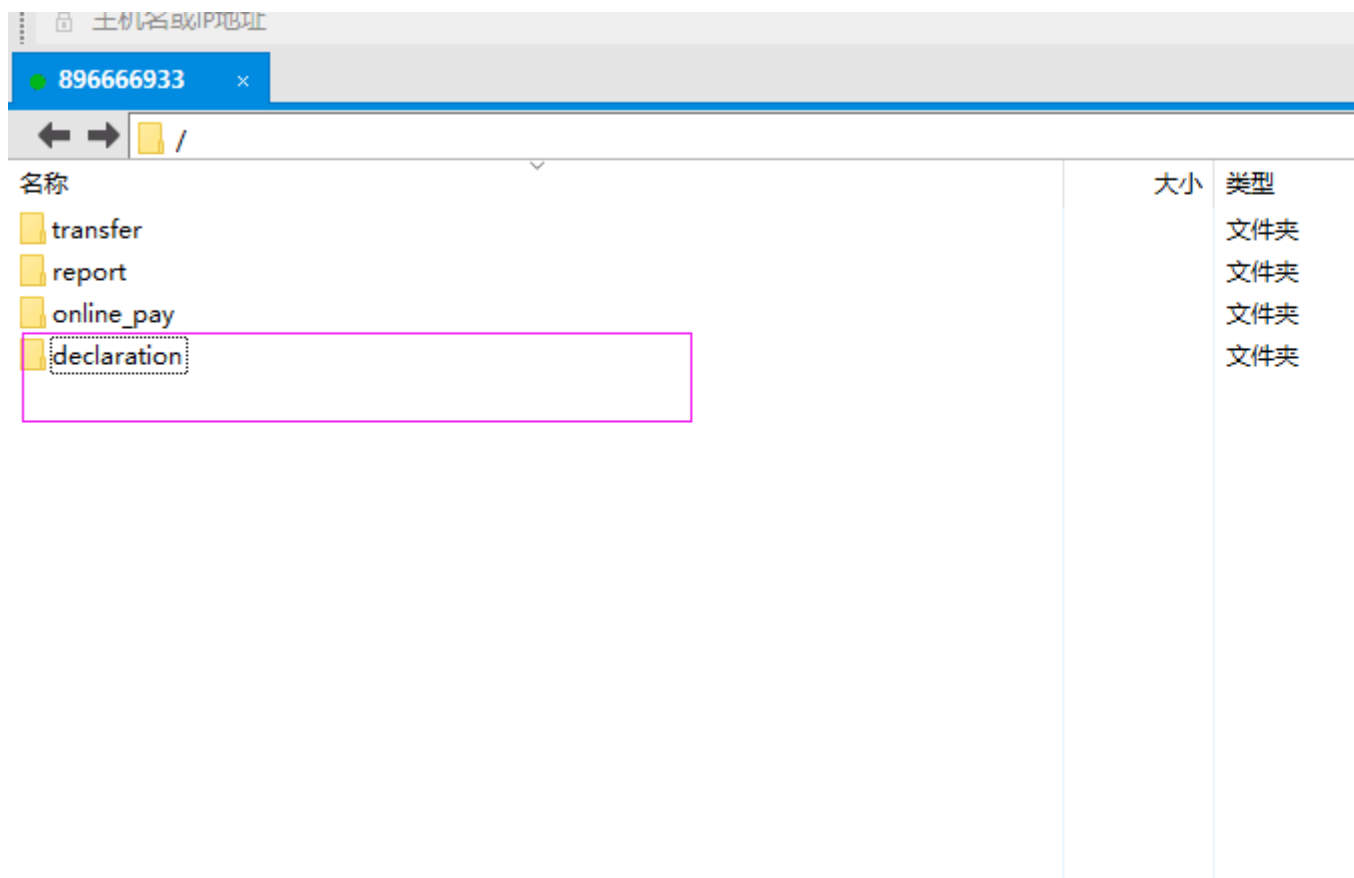 主机名或IP地址
896666933 ×
/
名称 大小 类型
transfer 文件夹
report 文件夹
online_pay 文件夹
declaration 文件夹